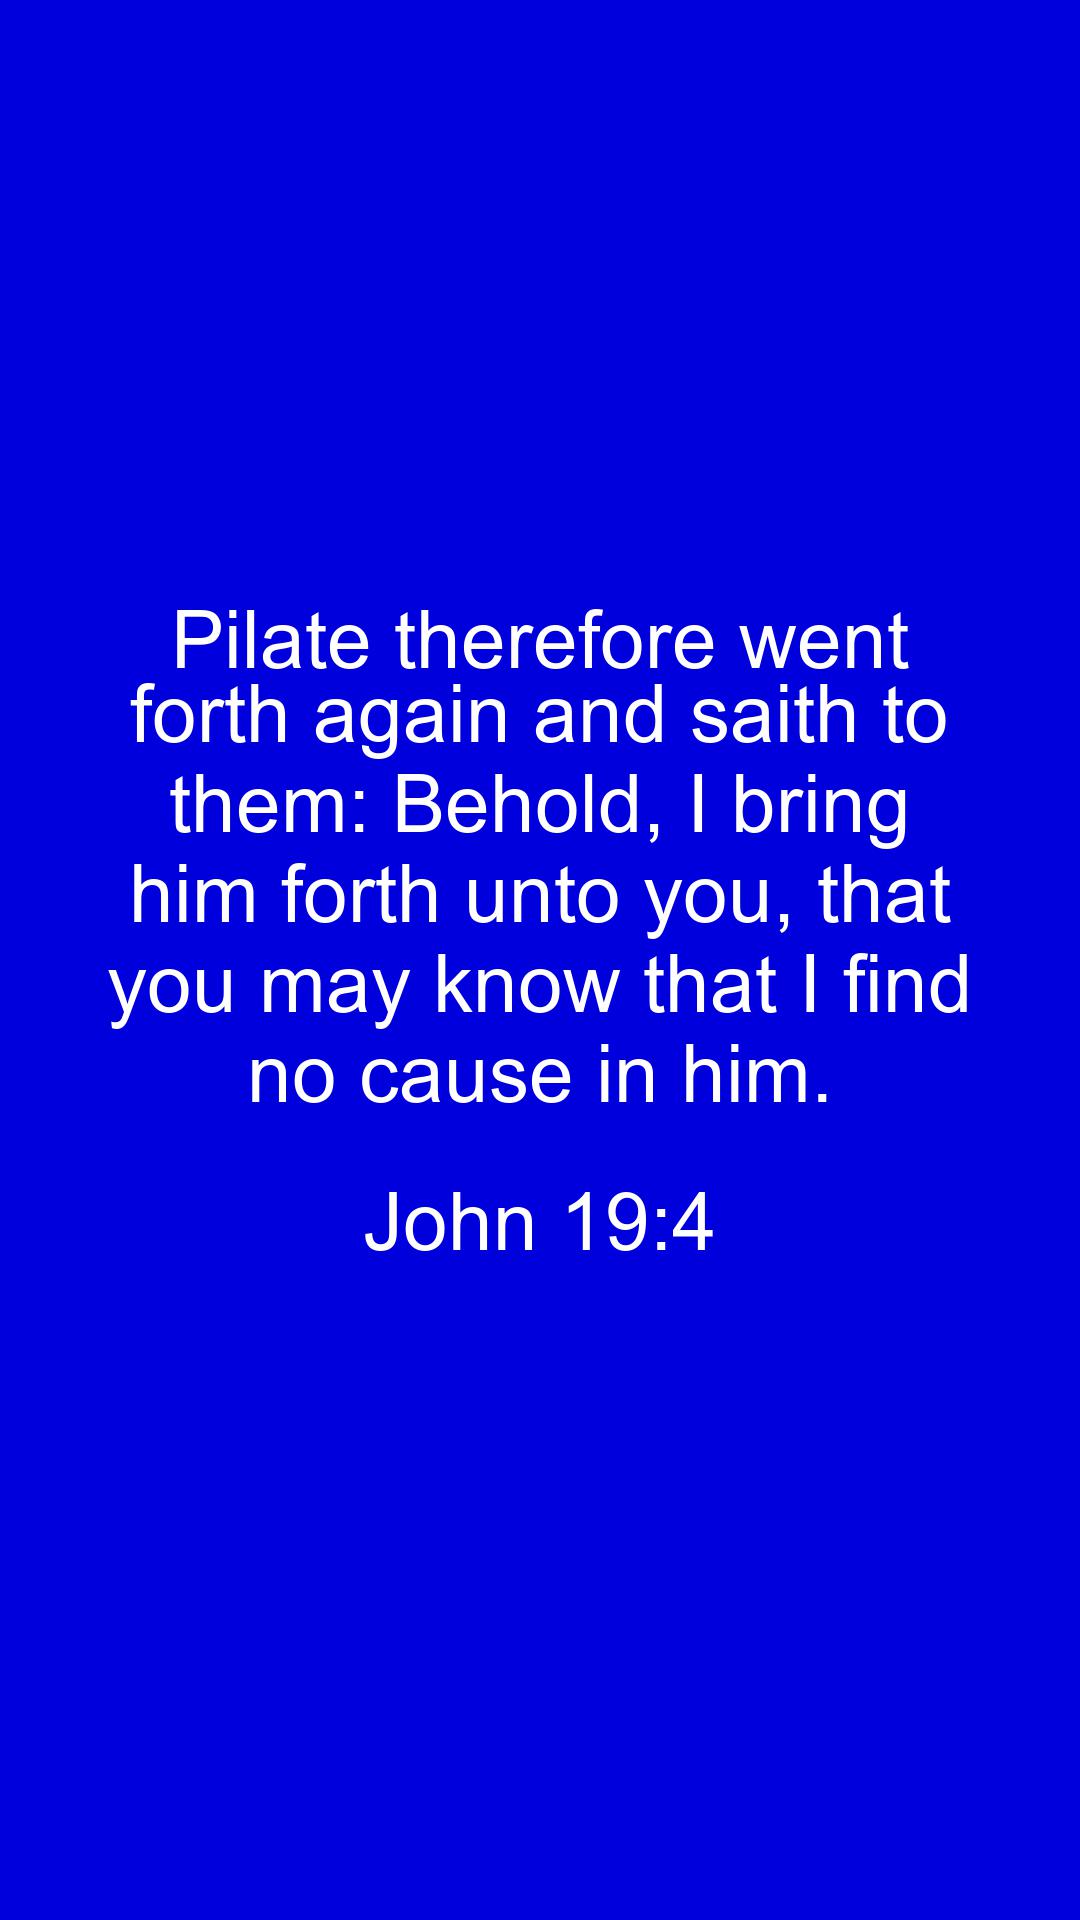 Pilate therefore went
forth again and saith to
them: Behold, I bring
him forth unto you, that
you may know that I find
no cause in him.
John 19:4